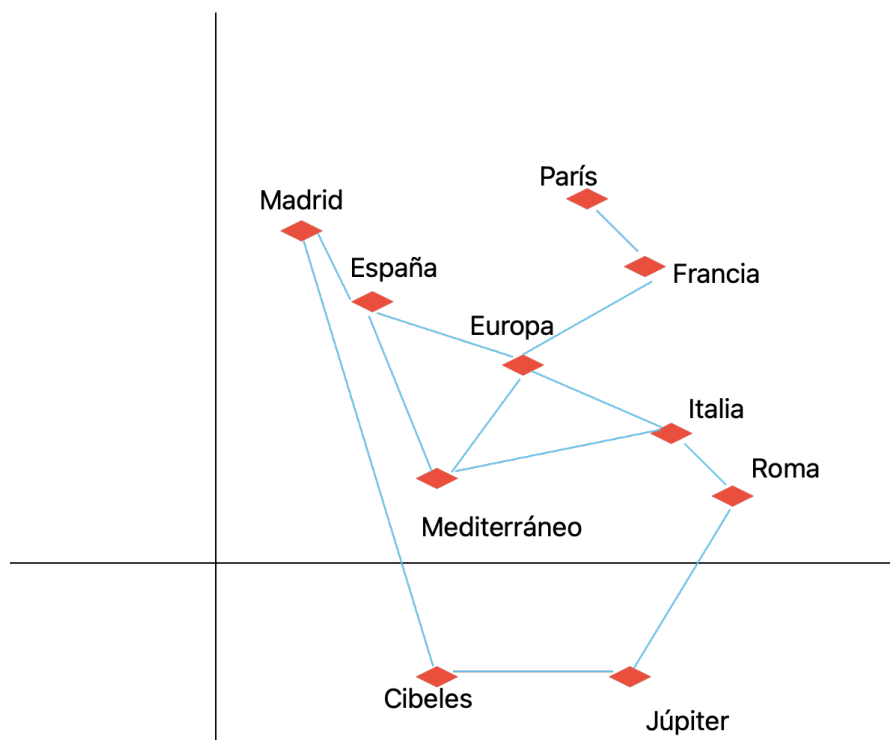 París
Madrid
España
Francia
Europa
Italia
Roma
Mediterráneo
Cibeles
Júpiter